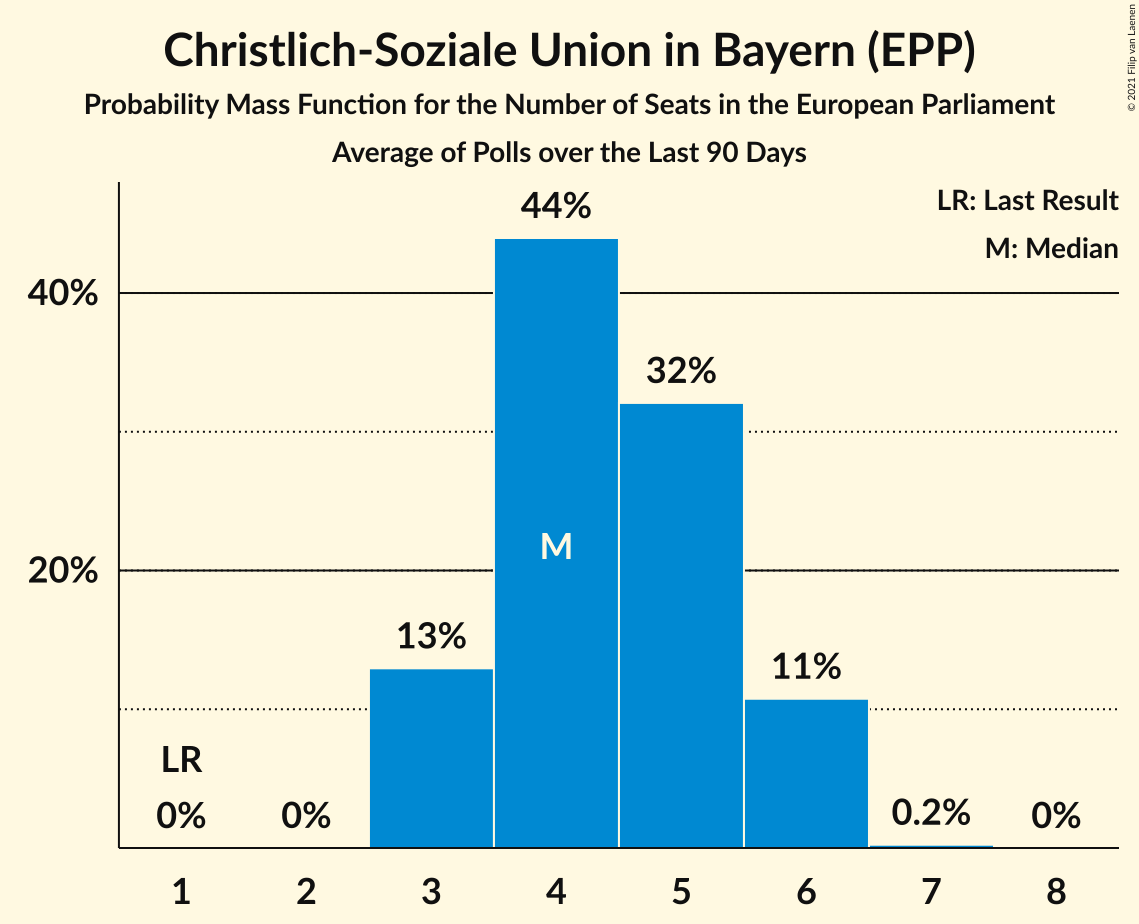 Christlich-Soziale Union in Bayern (EPP)
Probability Mass Function for the Number of Seats in the European Parliament
Average of Polls over the Last 90 Days
© 2021 Filip van Laenen
LR: Last Result
M: Median
44%
40%
32%
M
20%
13%
11%
LR
0%
0%
0.2%
0%
1 2 3 4 5 6 7 8